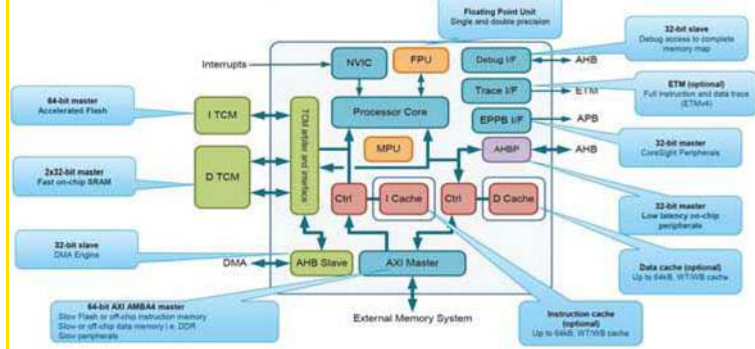 Floating Point Unit
Single and double precision
32-bit slave
Debug access to complete
memory map
Interrupts
NVIC
FPU
Debug I/F
AHB
Trace I/F
ETM
ETM (optional)
Full instruction and data trace
(ETMv4)
64-bit master
Accelerated Flash
I TCM
TCM arbiter and interface
Processor Core
EPPB I/F
APB
32-bit master
CoreSight Peripherals
MPU
AHBP
AHB
2x32-bit master
Fast on-chip SRAM
D TCM
Ctrl
I Cache
Ctrl
D Cache
32-bit master
Low latency on-chip
peripherals
32-bit slave
DMA Engine
DMA
AHB Slave
AXI Master
Data cache (optional)
Up to 64kB, WT/WB cache
64-bit AXI AMBA4 master
Slow Flash or off-chip instruction memory
Slow or off-chip data memory i.e. DDR
Slow peripherals
External Memory System
Instruction cache
(optional)
Up to 64kB, WT/WB cache